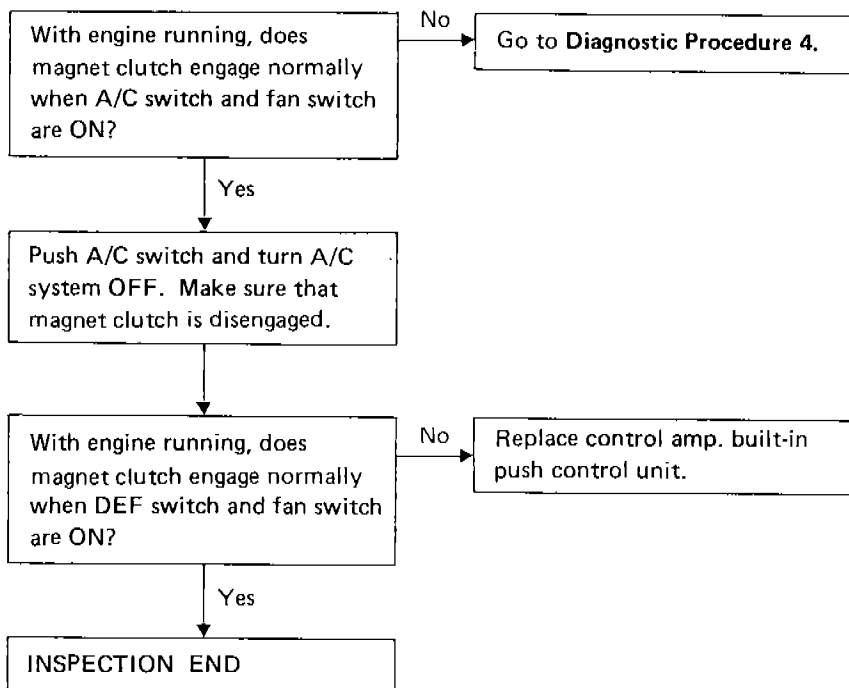 With engine running, does
magnet clutch engage normally
when A/C switch and fan switch
are ON?
No
Go to Diagnostic Procedure 4.
Yes
Push A/C switch and turn A/C
system OFF. Make sure that
magnet clutch is disengaged.
With engine running, does
magnet clutch engage normally
when DEF switch and fan switch
are ON?
No
Replace control amp. built-in
push control unit.
Yes
INSPECTION END